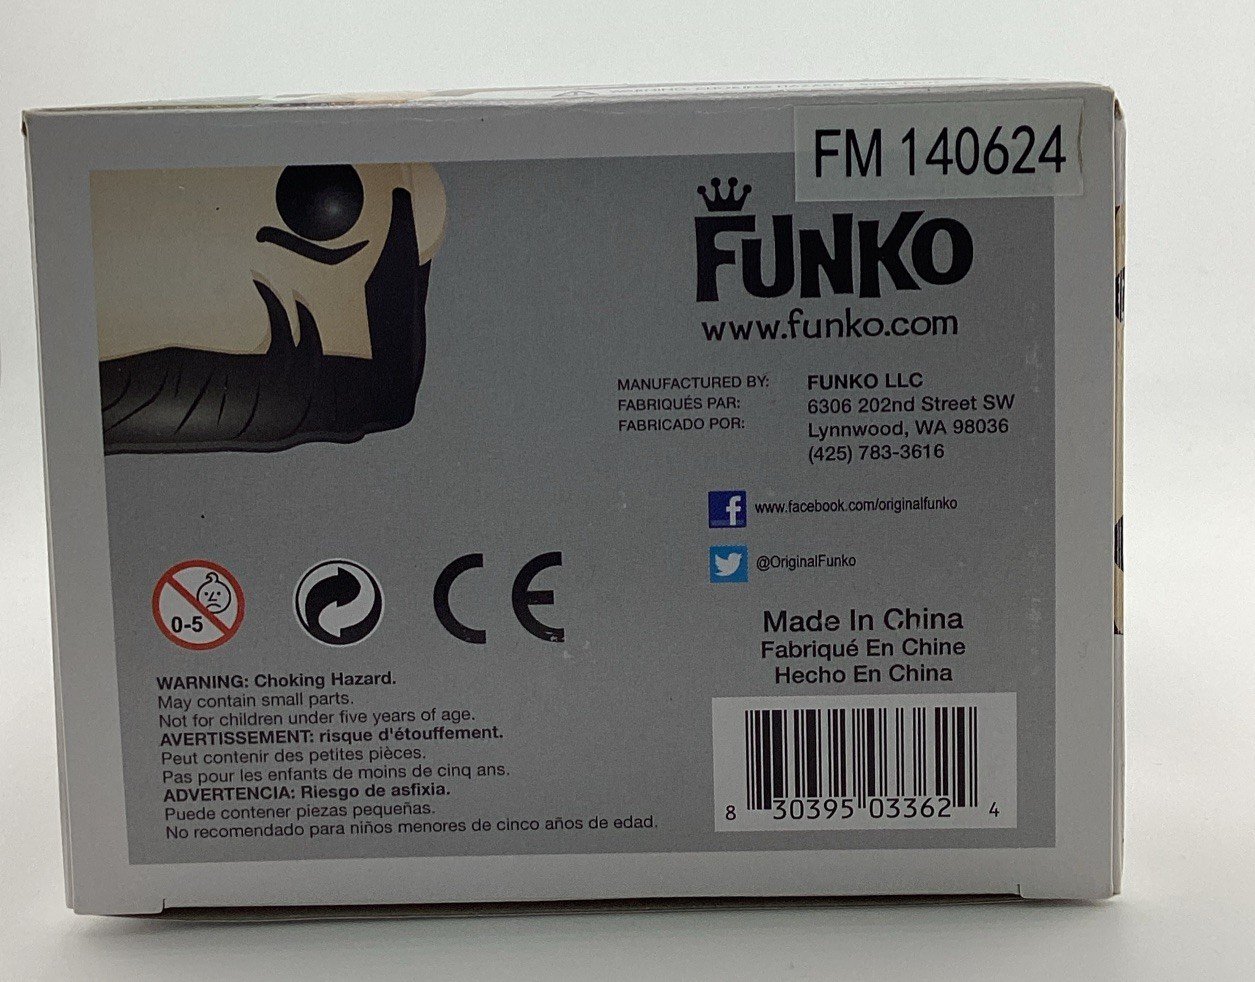 FM 140624
FUNKO
www.funko.com
MANUFACTURED BY: FUNKO LLC
FABRIQUÉS PAR: 6306 202nd Street SW
FABRICADO POR: Lynnwood, WA 98036
(425) 783-3616
f www.facebook.com/originalfunko
@OriginalFunko
0-5
CE
Made In China
Fabriqué En Chine
Hecho En China
WARNING: Choking Hazard.
May contain small parts.
Not for children under five years of age.
AVERTISSEMENT: risque d'étouffement.
Peut contenir des petites pièces.
Pas pour les enfants de moins de cinq ans.
ADVERTENCIA: Riesgo de asfixia.
Puede contener piezas pequeñas.
No recomendado para niños menores de cinco años de edad.
8 30395 03362 4